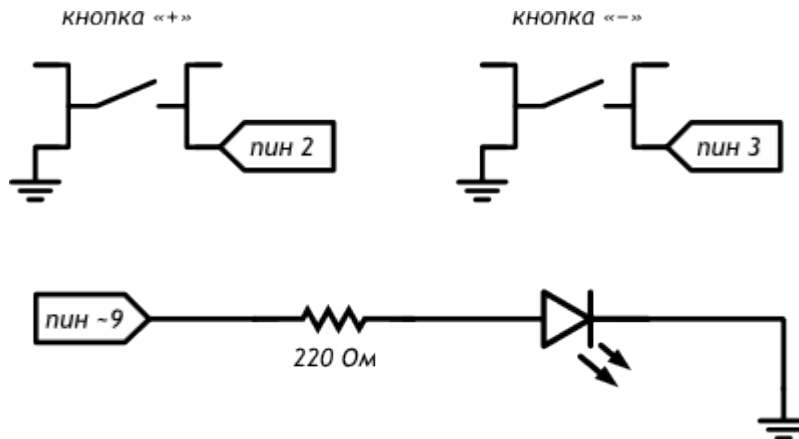 кнопка «+»
кнопка «−»
пин 2
пин 3
пин ~9
220 Ом